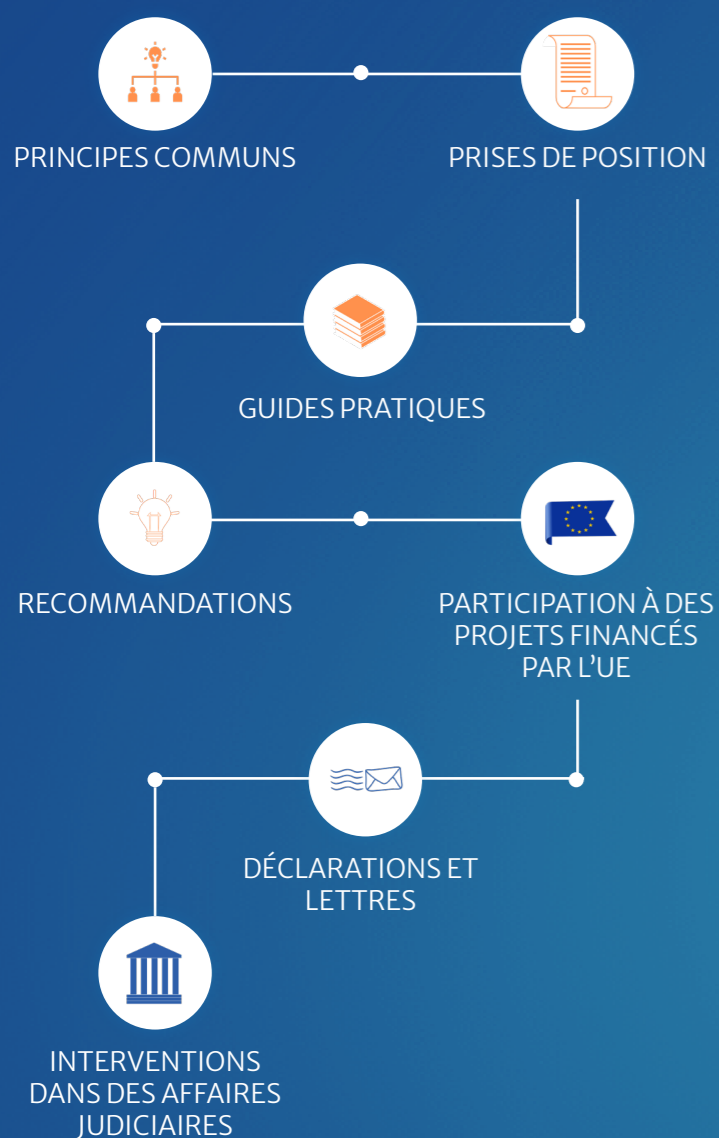 PRINCIPES COMMUNS
PRISES DE POSITION
GUIDES PRATIQUES
RECOMMANDATIONS
PARTICIPATION À DES
PROJETS FINANCÉS
PAR L’UE
DÉCLARATIONS ET
LETTRES
INTERVENTIONS
DANS DES AFFAIRES
JUDICIAIRES